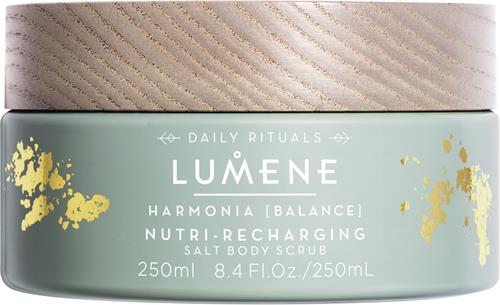 DAILY RITUALS
LUMENE
HARMONIA [BALANCE]
NUTRI-RECHARGING
SALT BODY SCRUB
250ml 8.4 Fl.Oz./250mL